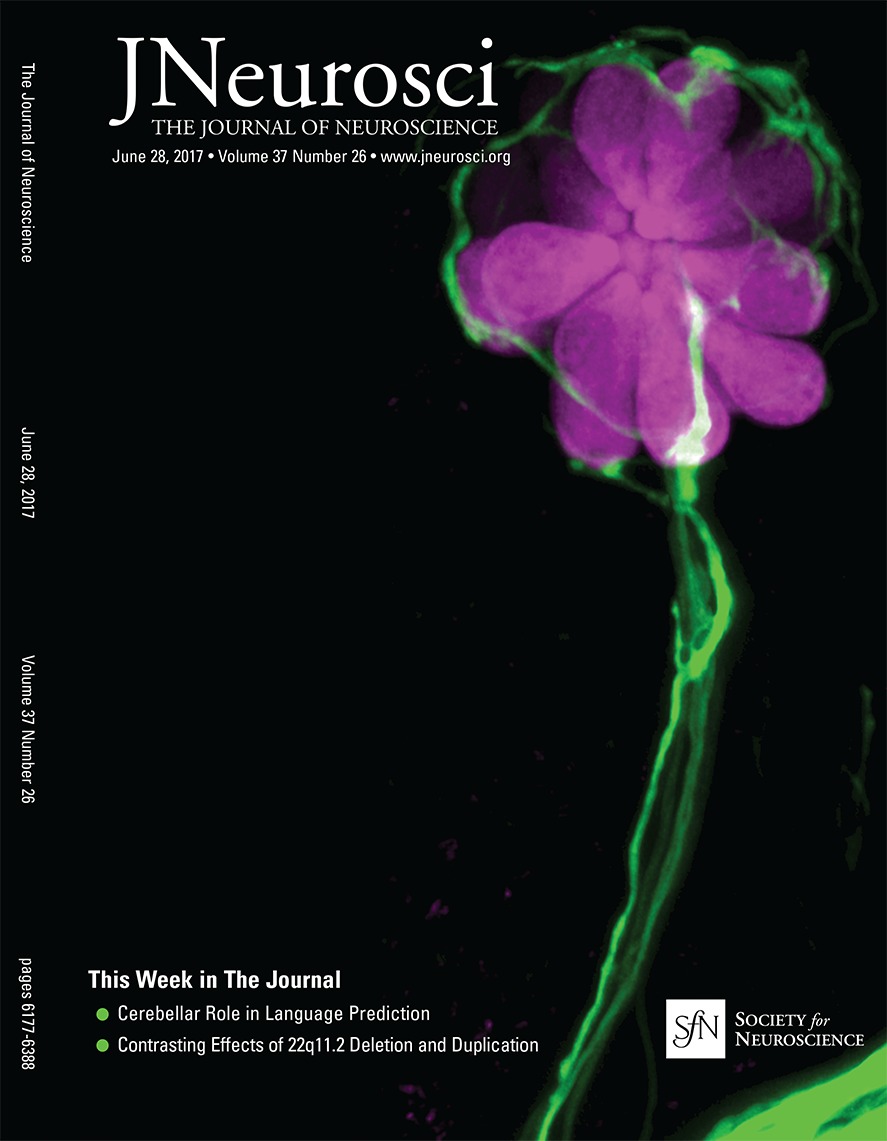 JNeurosci
THE JOURNAL OF NEUROSCIENCE
June 28, 2017 • Volume 37 Number 26 • www.jneurosci.org
The Journal of Neuroscience
June 28, 2017
Volume 37 Number 26
pages 6177-6388
This Week in The Journal
● Cerebellar Role in Language Prediction
● Contrasting Effects of 22q11.2 Deletion and Duplication
SfN
SOCIETY for
NEUROSCIENCE